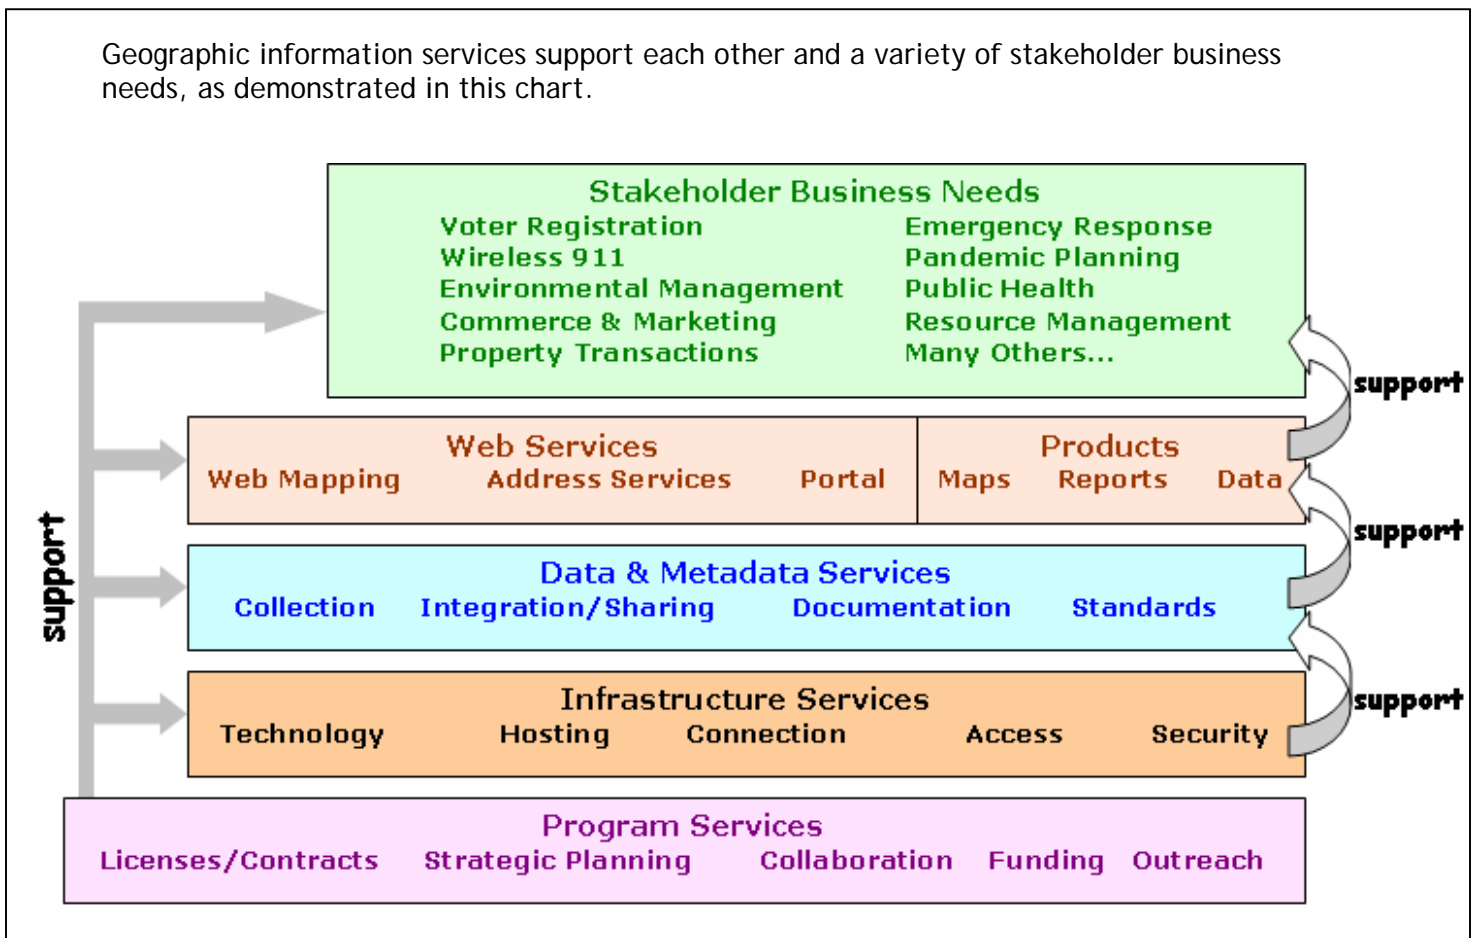 Geographic information services support each other and a variety of stakeholder business
needs, as demonstrated in this chart.
Stakeholder Business Needs
Voter Registration Emergency Response
Wireless 911 Pandemic Planning
Environmental Management Public Health
Commerce & Marketing Resource Management
Property Transactions Many Others...
support
Web Services Products
Web Mapping Address Services Portal Maps Reports Data
support
Data & Metadata Services
Collection Integration/Sharing Documentation Standards
support
Infrastructure Services
Technology Hosting Connection Access Security
support
Program Services
Licenses/Contracts Strategic Planning Collaboration Funding Outreach